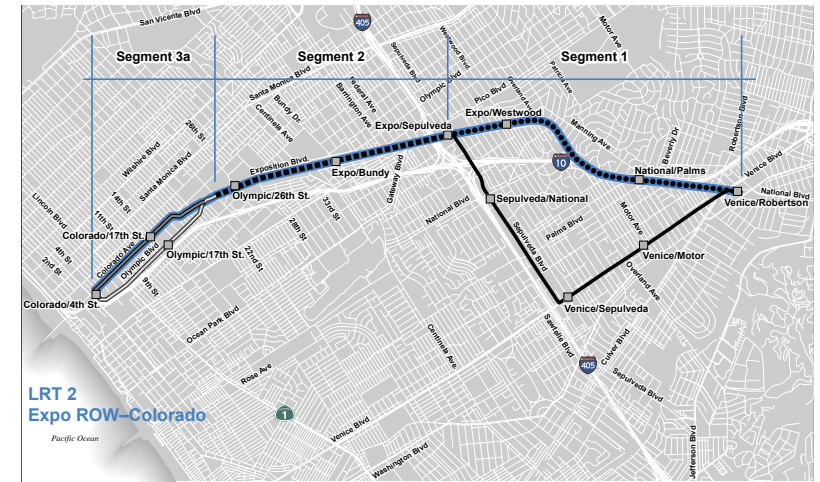 San Vicente Blvd
405
Segment 3a
Segment 2
Segment 1
Motor Ave
Westwood Blvd.
Sepulveda Blvd
Santa Monica Blvd
Olympic Blvd
Patricia Ave
Overland Ave
Pico Blvd
Federal Ave
Barrington Ave
Bundy Dr
Centinela Ave
Robertson Blvd
Expo/Westwood
Expo/Sepulveda
Manning Ave
Beverly Dr
26th St
Wilshire Blvd
Santa Monica Blvd
Exposition Blvd.
Expo/Bundy
Gateway Blvd
10
National/Palms
Venice Blvd
National Blvd
Venice/Robertson
Olympic/26th St.
Lincoln Blvd
14th St
11th St
4th St
2nd St
33rd St
28th St
22nd St
National Blvd
Sepulveda/National
Palms Blvd
Motor Ave
Colorado/17th St.
Colorado Ave
Olympic Blvd
Olympic/17th St.
9th St
Sepulveda Blvd
Venice/Motor
Overland Ave
Colorado/4th St.
Venice/Sepulveda
Ocean Park Blvd
Centinela Ave.
Sawtelle Blvd
Culver Blvd
405
Rose Ave
Sepulveda Blvd
LRT 2
Expo ROW–Colorado
Pacific Ocean
1
Venice Blvd
Washington Blvd
Jefferson Blvd